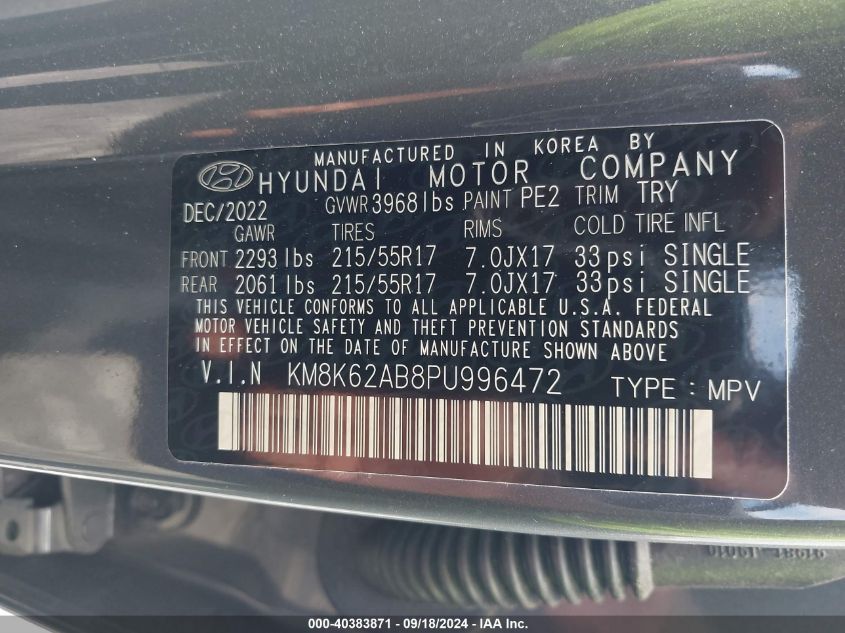 MANUFACTURED IN KOREA BY
HYUNDAI MOTOR COMPANY
DEC/2022 GVWR 3968 lbs PAINT PE2 TRIM TRY
GAWR TIRES RIMS COLD TIRE INFL
FRONT 2293 lbs 215/55R17 7.0JX17 33psi SINGLE
REAR 2061 lbs 215/55R17 7.0JX17 33psi SINGLE
THIS VEHICLE CONFORMS TO ALL APPLICABLE U.S.A. FEDERAL
MOTOR VEHICLE SAFETY AND THEFT PREVENTION STANDARDS
IN EFFECT ON THE DATE OF MANUFACTURE SHOWN ABOVE
V.I.N KM8K62AB8PU996472 TYPE : MPV
000-40383871 - 09/18/2024 - IAA Inc.